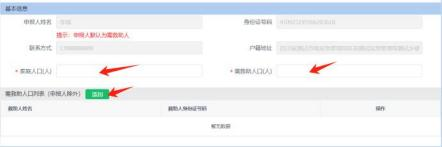 基本信息
申报人姓名
身份证号码
提示：申报人默认为需救助人
联系方式
户籍地址
* 家庭人口(人)
* 需救助人口(人)
需救助人口列表（申报人除外） 添加
救助人姓名 救助人身份证号码 操作
暂无数据